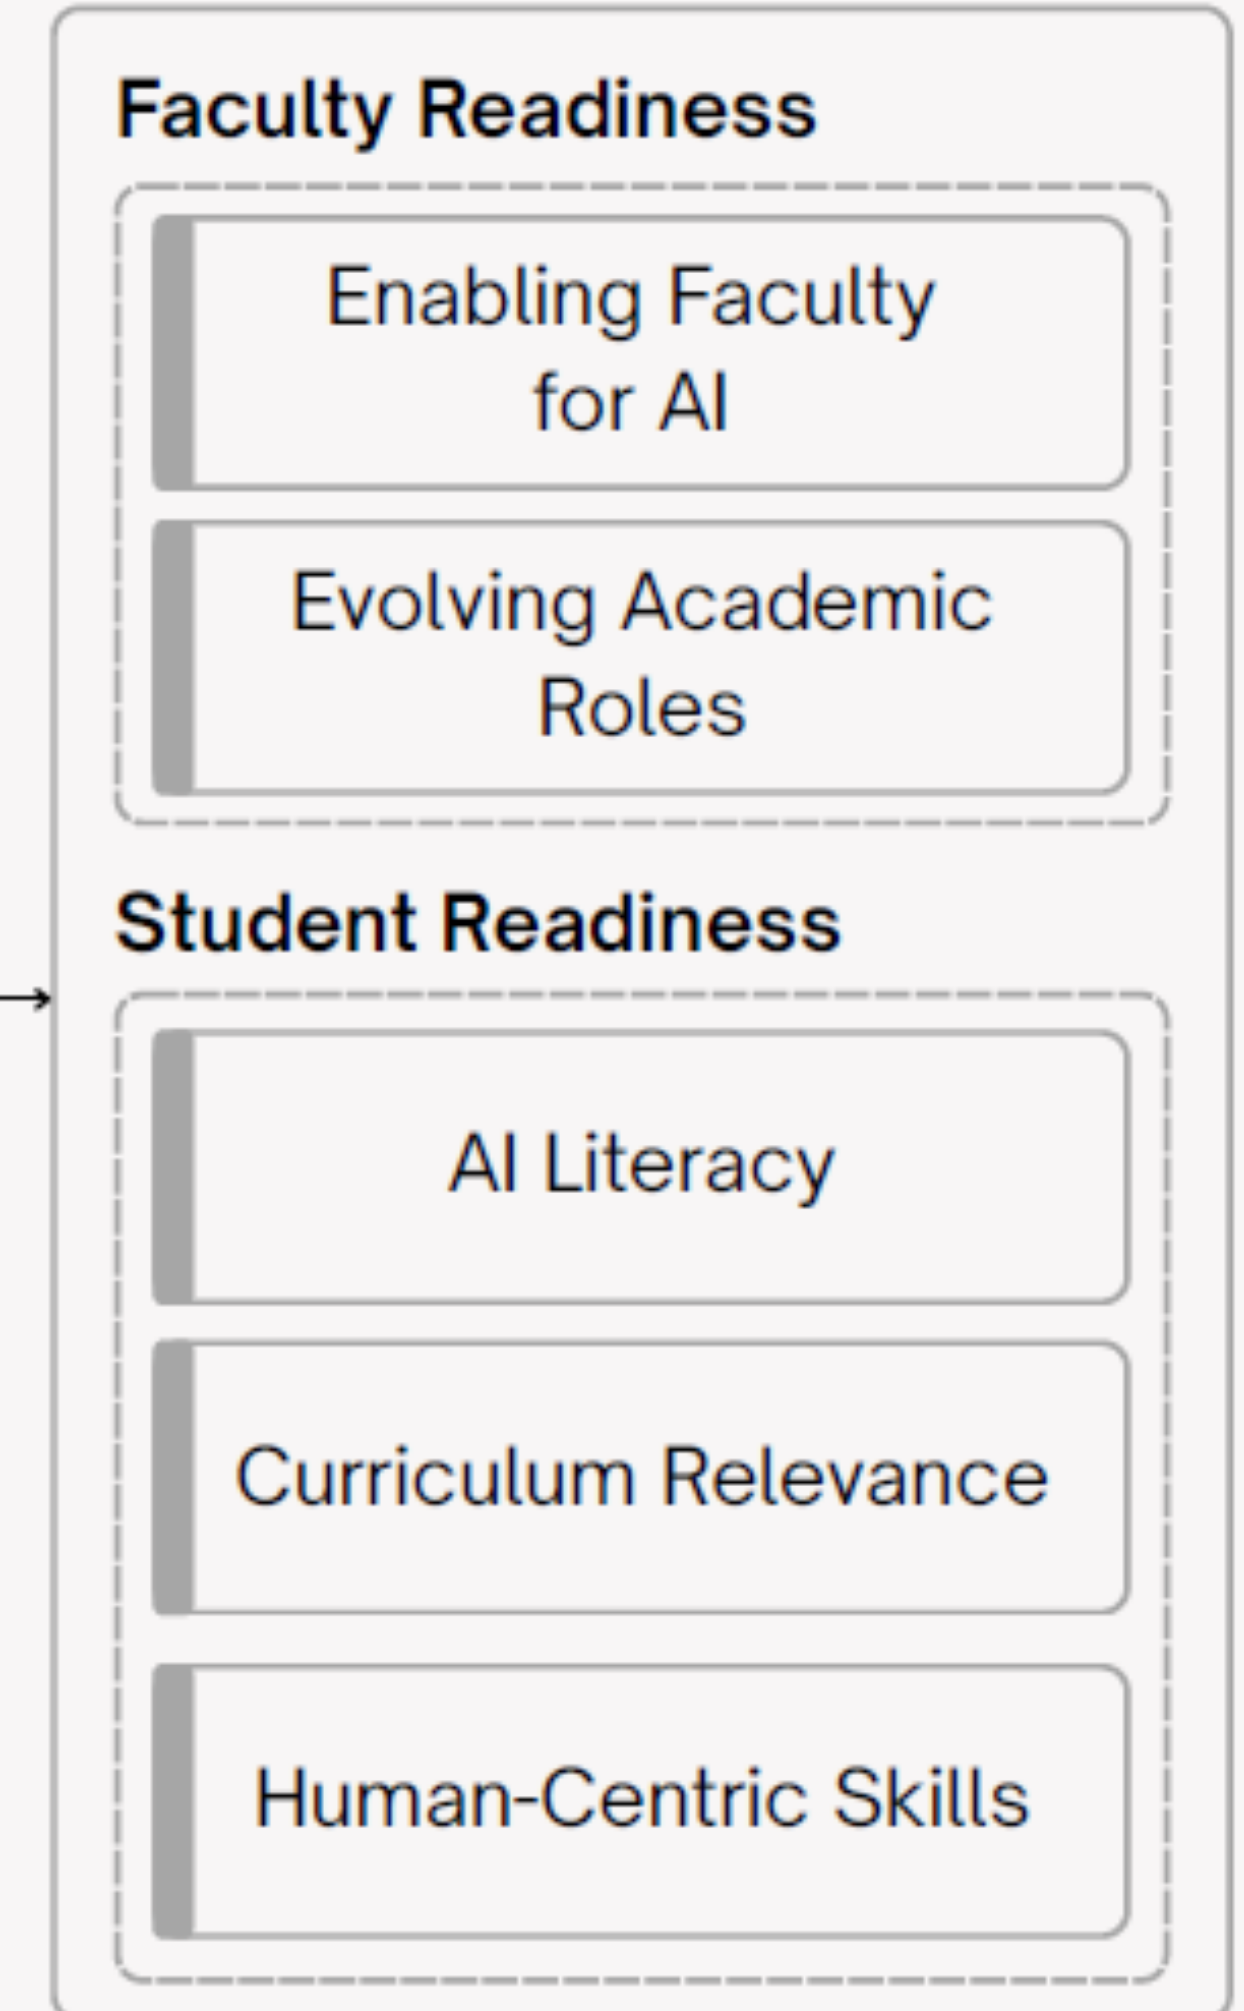 Faculty Readiness
Enabling Faculty
for AI
Evolving Academic
Roles
Student Readiness
AI Literacy
Curriculum Relevance
Human-Centric Skills